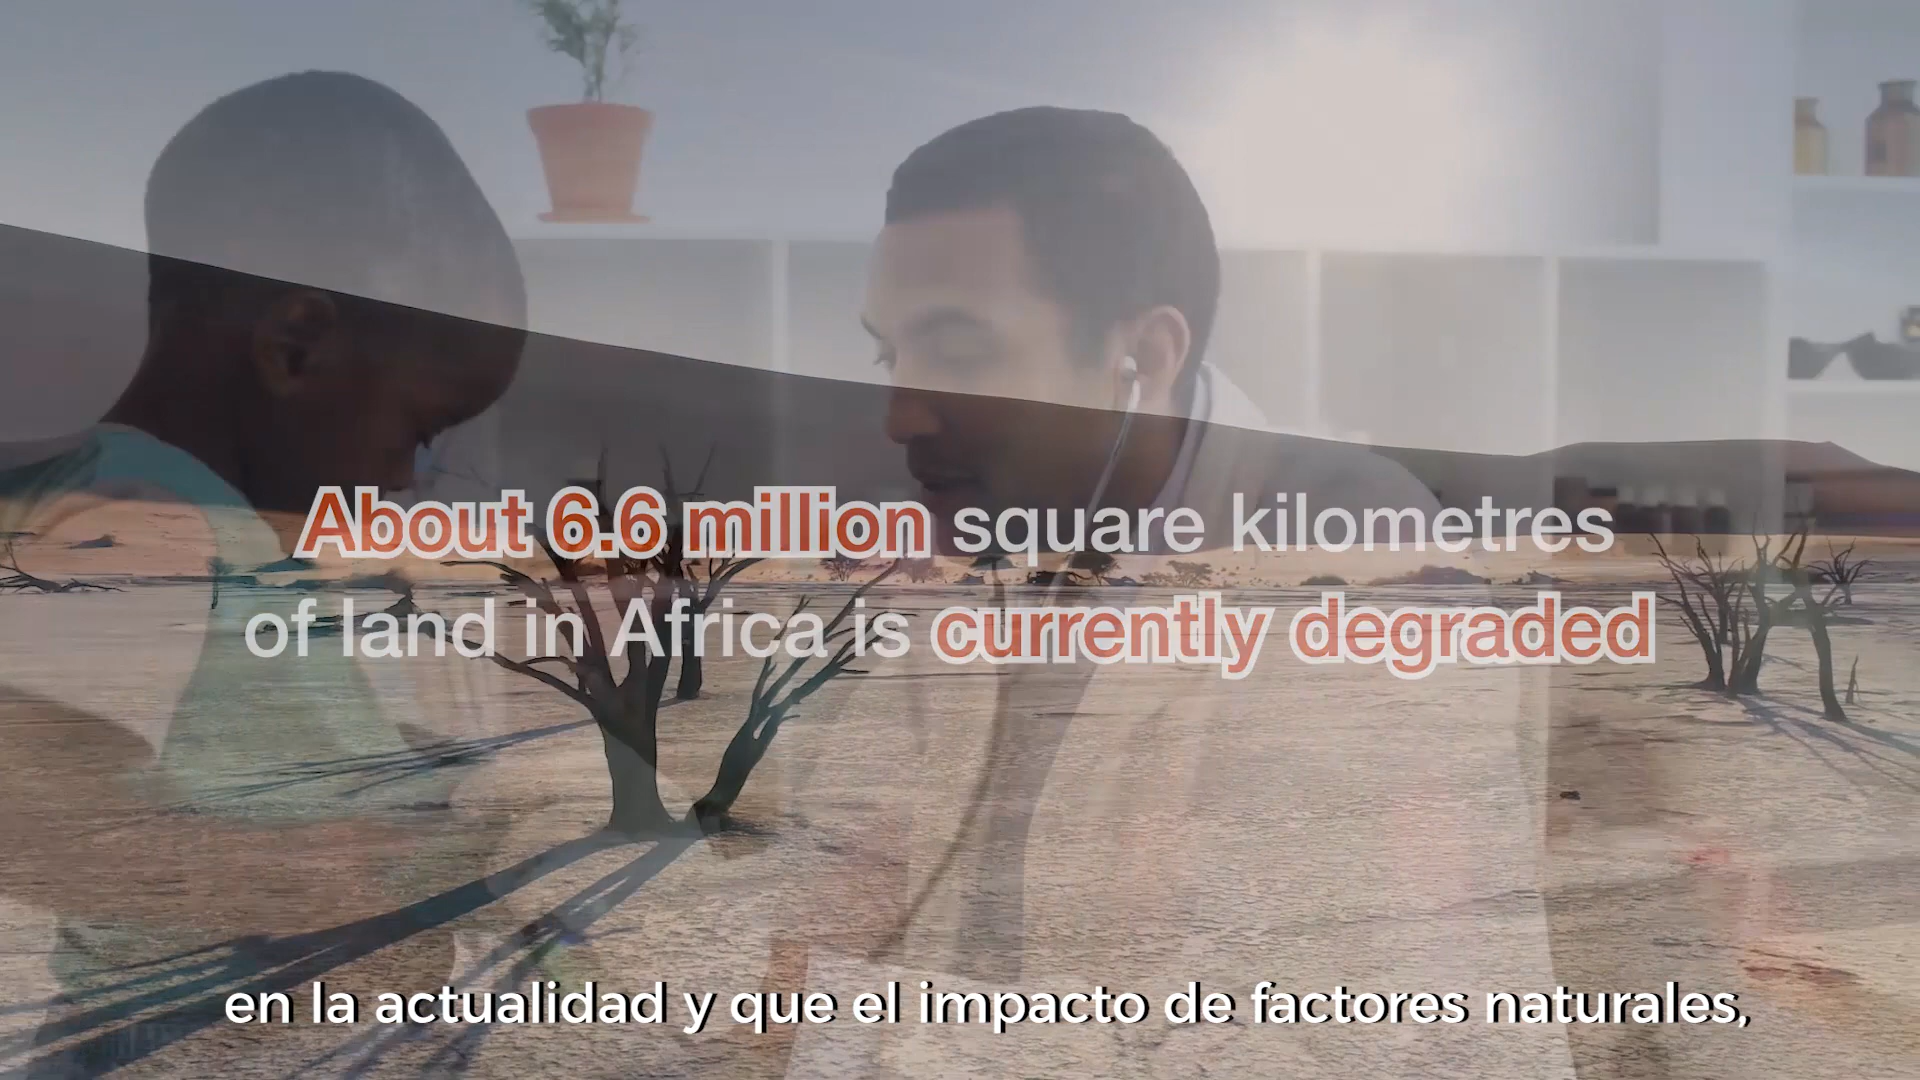 About 6.6 million square kilometres
of land in Africa is currently degraded
en la actualidad y que el impacto de factores naturales,